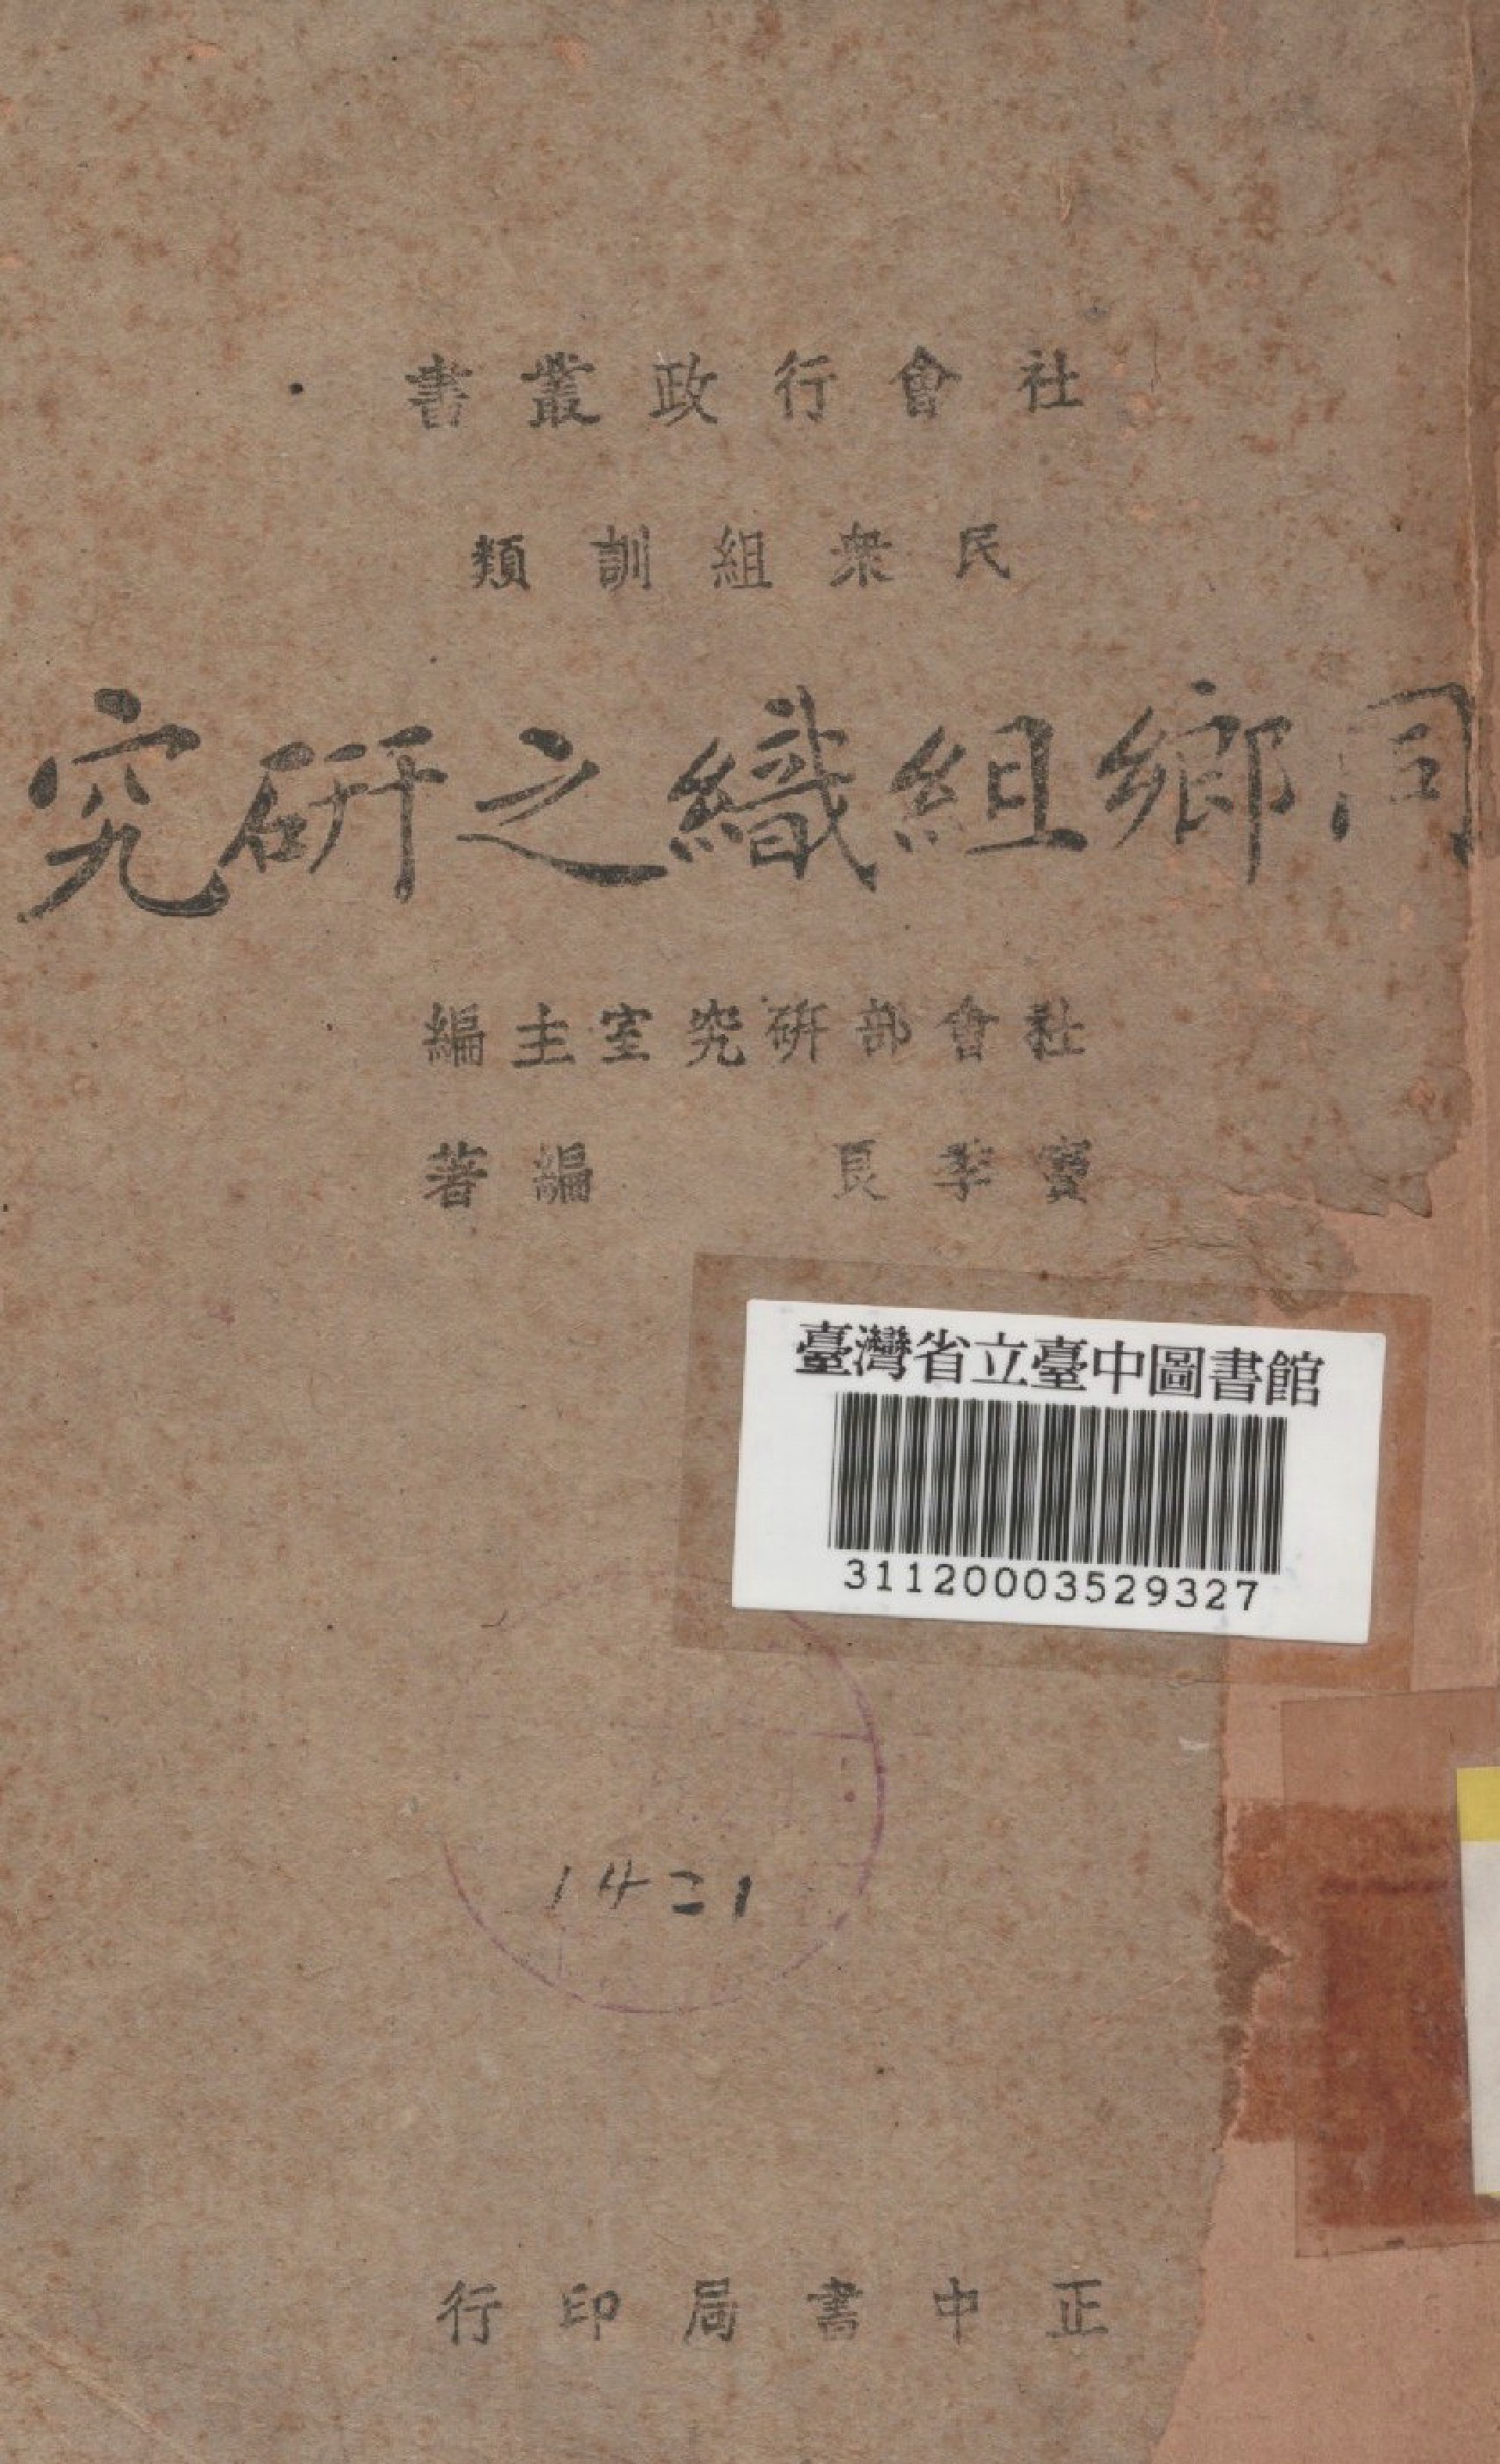 社會行政叢書
民衆組訓類
同鄉組織之研究
社會部研究室主編
竇季良 編著
臺灣省立臺中圖書館
31120003529327
正中書局印行